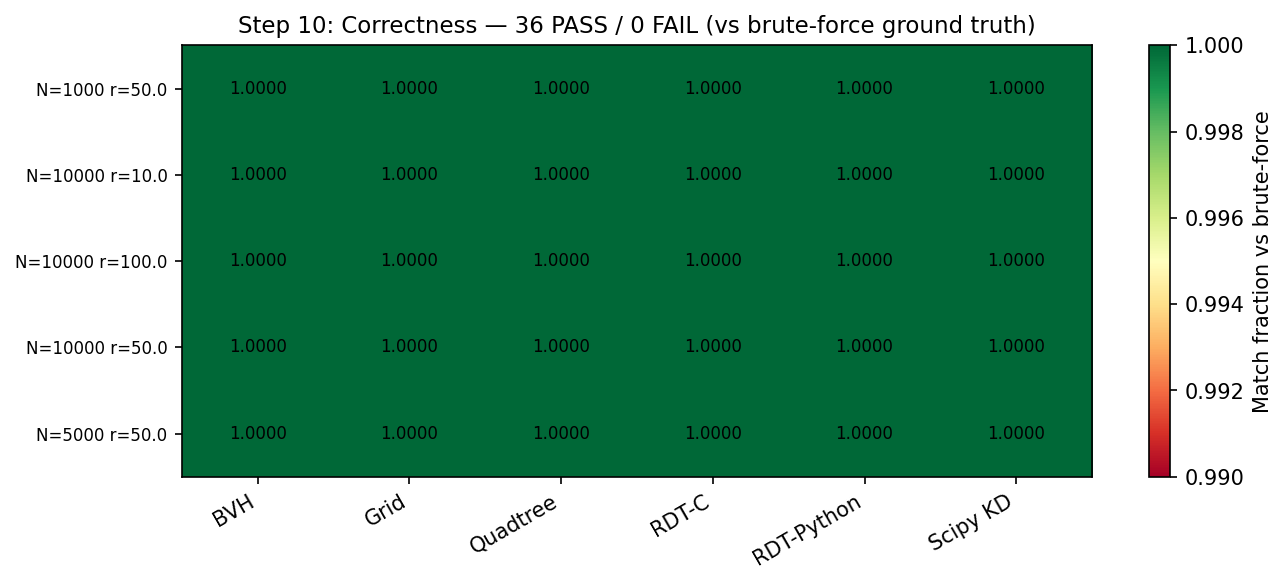 Step 10: Correctness — 36 PASS / 0 FAIL (vs brute-force ground truth)
N=1000 r=50.0 1.0000 1.0000 1.0000 1.0000 1.0000 1.0000
N=10000 r=10.0 1.0000 1.0000 1.0000 1.0000 1.0000 1.0000
N=10000 r=100.0 1.0000 1.0000 1.0000 1.0000 1.0000 1.0000
N=10000 r=50.0 1.0000 1.0000 1.0000 1.0000 1.0000 1.0000
N=5000 r=50.0 1.0000 1.0000 1.0000 1.0000 1.0000 1.0000
BVH Grid Quadtree RDT-C RDT-Python Scipy KD
1.000
0.998
0.996
0.994
0.992
0.990
Match fraction vs brute-force